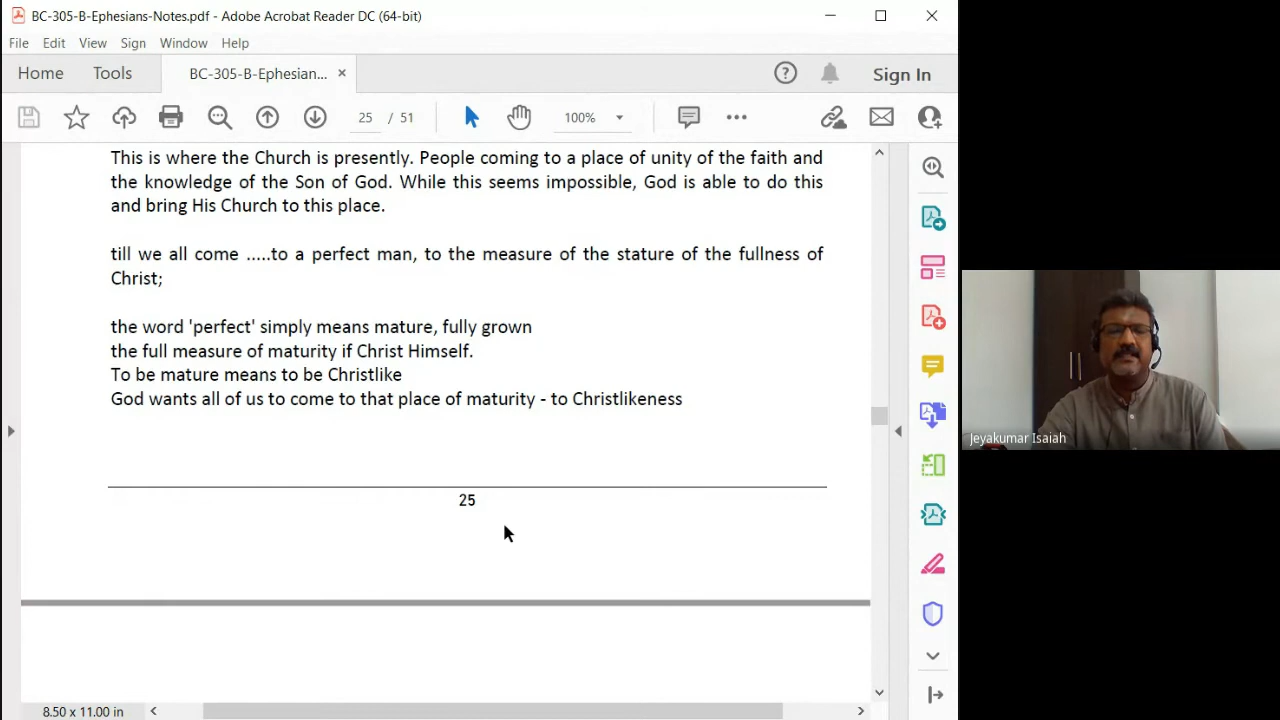 BC-305-B-Ephesians-Notes.pdf - Adobe Acrobat Reader DC (64-bit)
File Edit View Sign Window Help
Home Tools BC-305-B-Ephesian... × ? Sign In
25 / 51 100%
This is where the Church is presently. People coming to a place of unity of the faith and
the knowledge of the Son of God. While this seems impossible, God is able to do this
and bring His Church to this place.
till we all come .....to a perfect man, to the measure of the stature of the fullness of
Christ;
the word 'perfect' simply means mature, fully grown
the full measure of maturity if Christ Himself.
To be mature means to be Christlike
God wants all of us to come to that place of maturity - to Christlikeness
25
8.50 x 11.00 in
Jeyakumar Isaiah